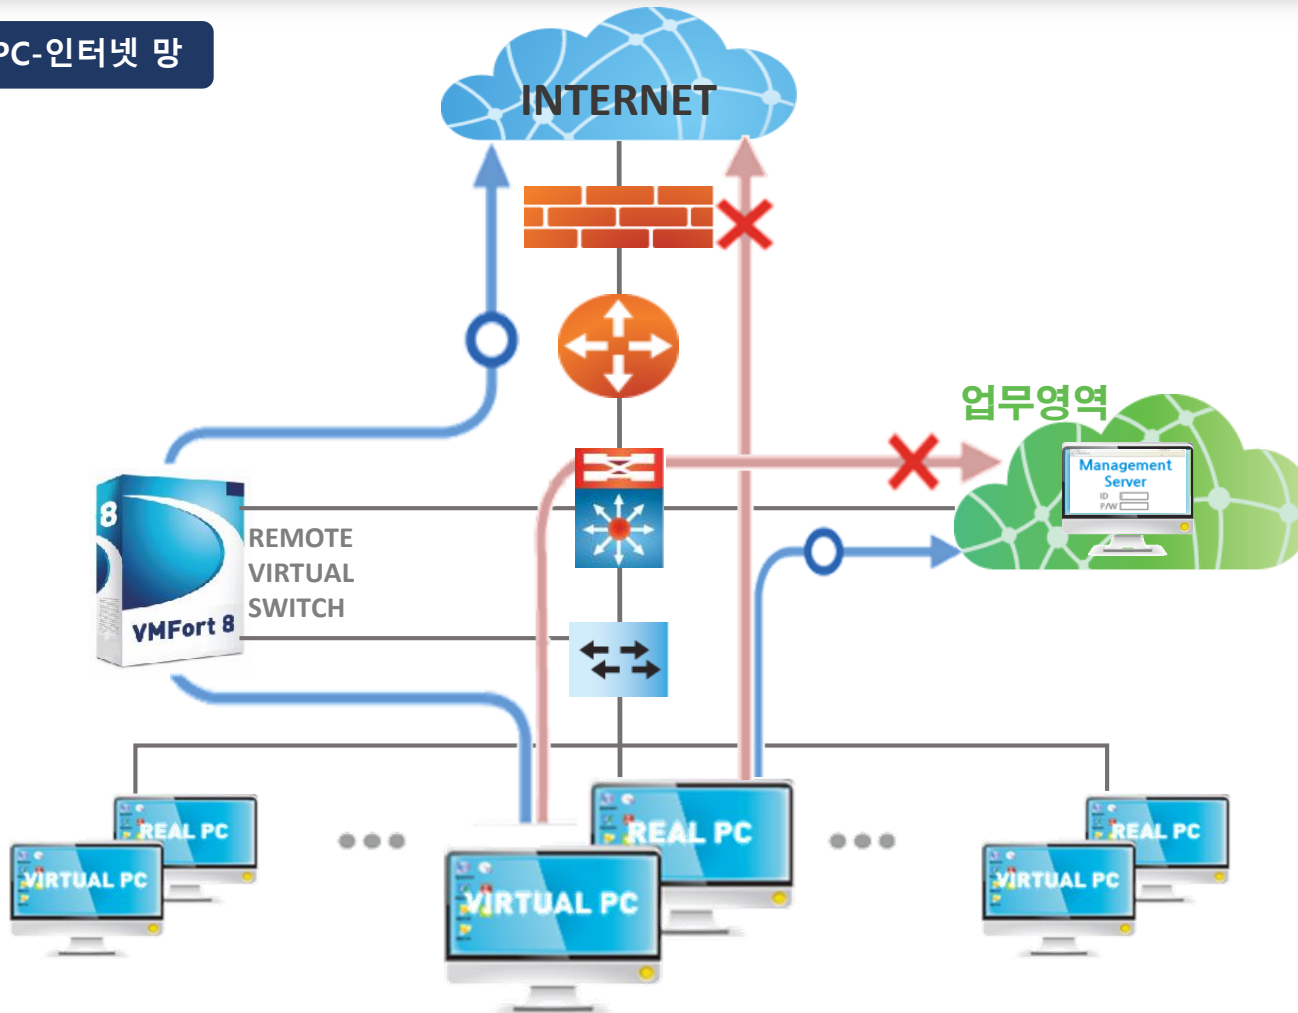 PC-인터넷 망
INTERNET
업무영역
Management
Server
ID
P/W
8
REMOTE
VIRTUAL
SWITCH
VMFort 8
REAL PC
VIRTUAL PC
REAL PC
VIRTUAL PC
REAL PC
VIRTUAL PC